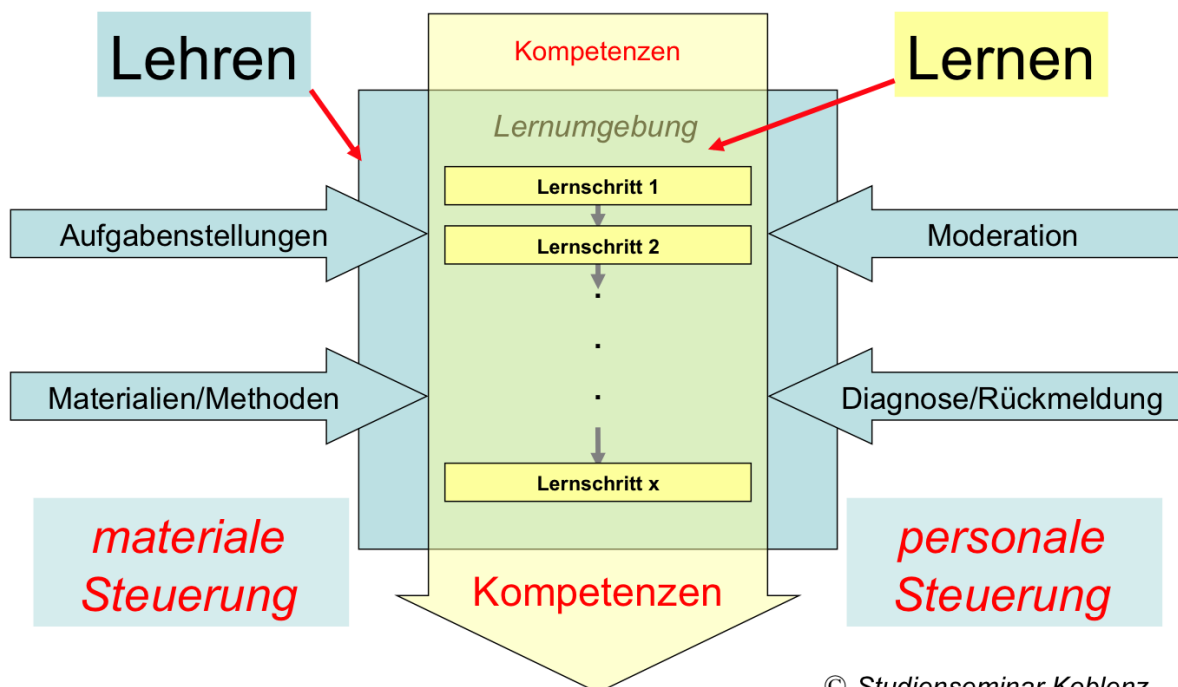 Lehren
Kompetenzen
Lernen
Lernumgebung
Lernschritt 1
Aufgabenstellungen
Lernschritt 2
Moderation
.
.
.
Materialien/Methoden
Diagnose/Rückmeldung
Lernschritt x
materiale
Steuerung
personale
Steuerung
Kompetenzen
© Studienseminar Koblenz